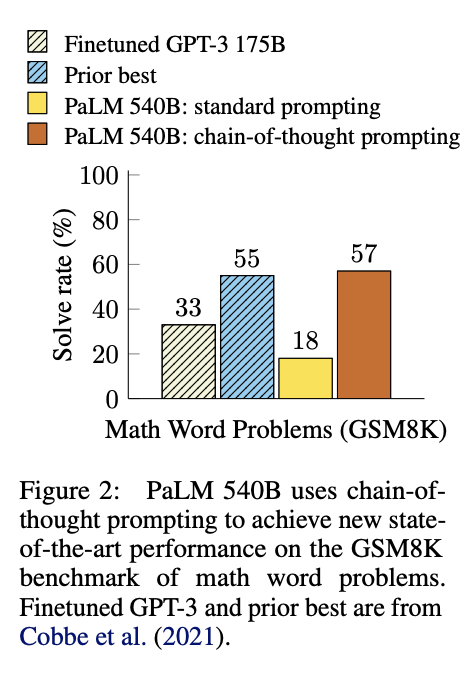 Finetuned GPT-3 175B
Prior best
PaLM 540B: standard prompting
PaLM 540B: chain-of-thought prompting
100
80
60
40
20
0
Solve rate (%)
33
55
18
57
Math Word Problems (GSM8K)
Figure 2: PaLM 540B uses chain-of-
thought prompting to achieve new state-
of-the-art performance on the GSM8K
benchmark of math word problems.
Finetuned GPT-3 and prior best are from
Cobbe et al. (2021).